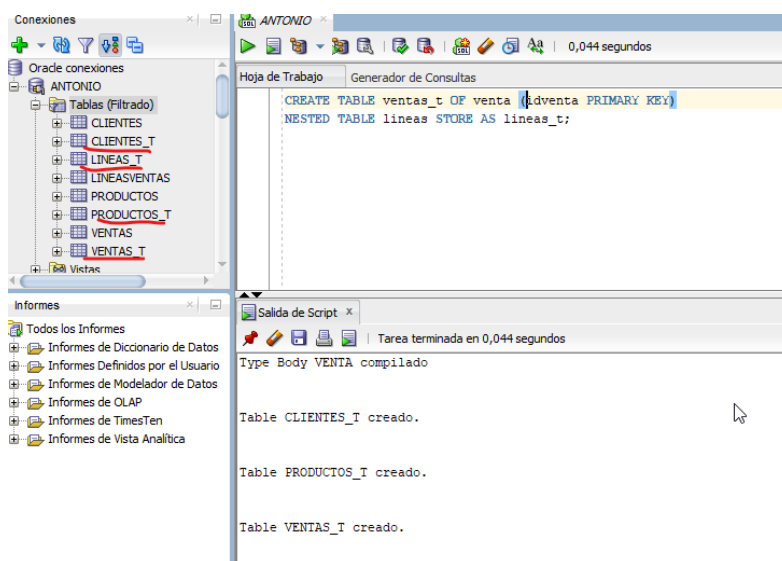 Conexiones
Oracle conexiones
ANTONIO
Tablas (Filtrado)
CLIENTES
CLIENTES_T
LINEAS_T
LINEASVENTAS
PRODUCTOS
PRODUCTOS_T
VENTAS
VENTAS_T
Vistas
Informes
Todos los Informes
Informes de Diccionario de Datos
Informes Definidos por el Usuario
Informes de Modelador de Datos
Informes de OLAP
Informes de TimesTen
Informes de Vista Analítica
ANTONIO
0,044 segundos
Hoja de Trabajo Generador de Consultas
CREATE TABLE ventas_t OF venta (idventa PRIMARY KEY)
NESTED TABLE lineas STORE AS lineas_t;
Salida de Script x
Tarea terminada en 0,044 segundos
Type Body VENTA compilado
Table CLIENTES_T creado.
Table PRODUCTOS_T creado.
Table VENTAS_T creado.